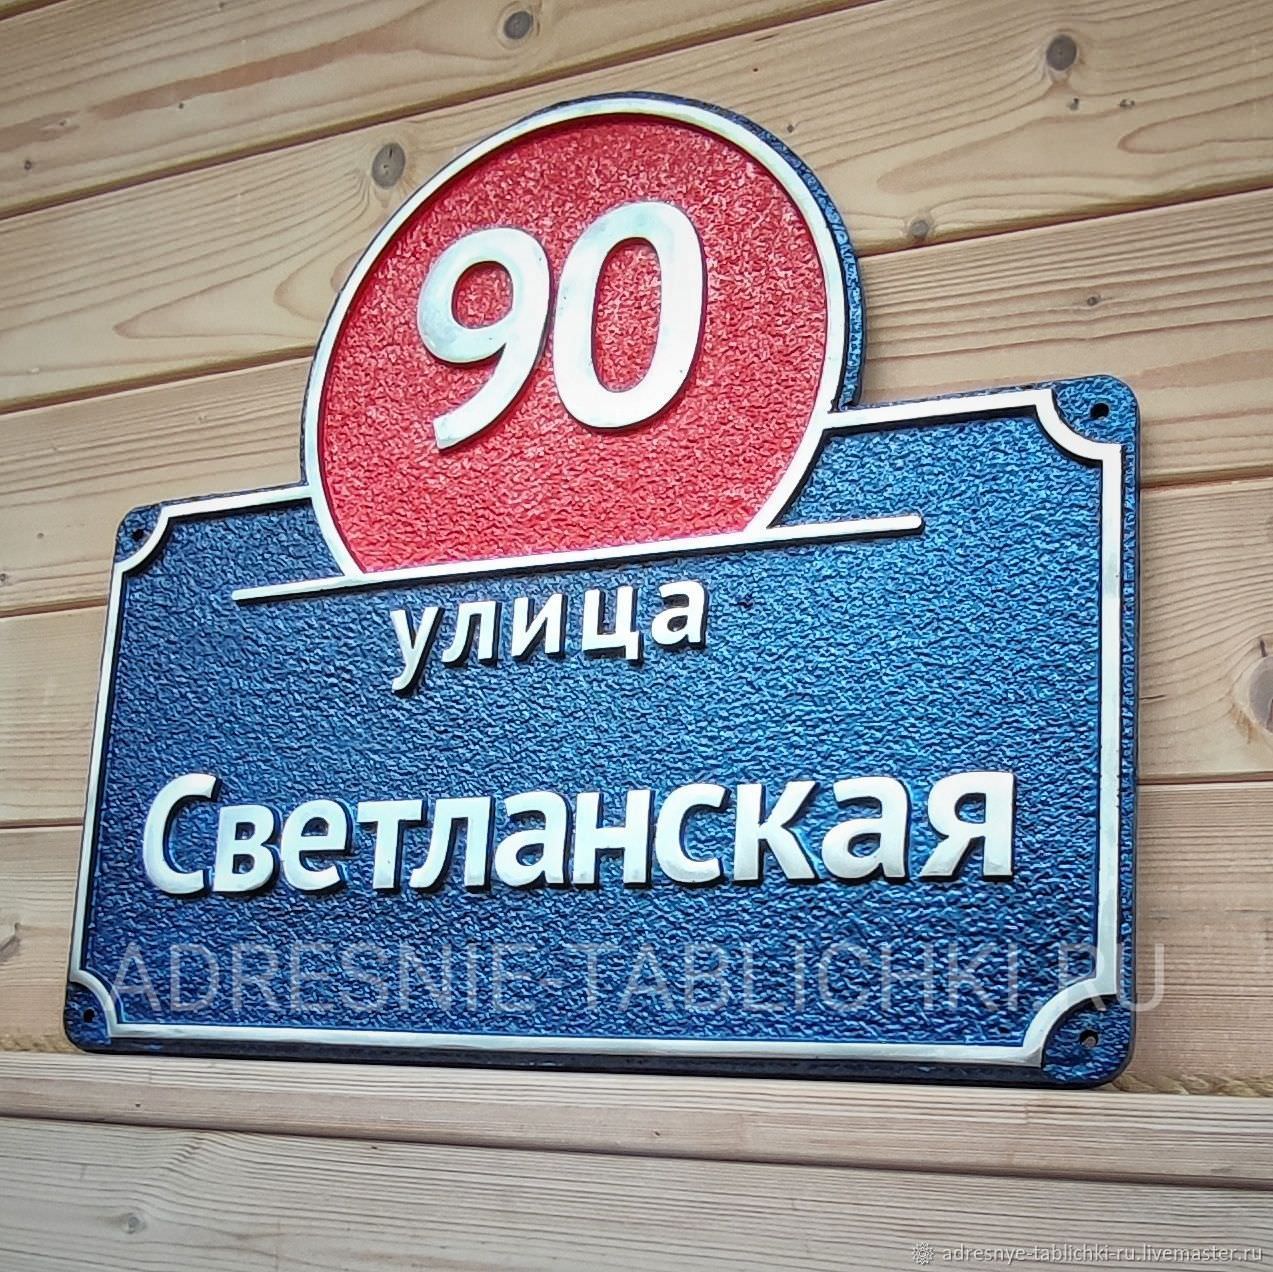 90
улица
Светланская
ADRESNIE-TABLICHKI.RU
adresnye-tablichki-ru.livemaster.ru